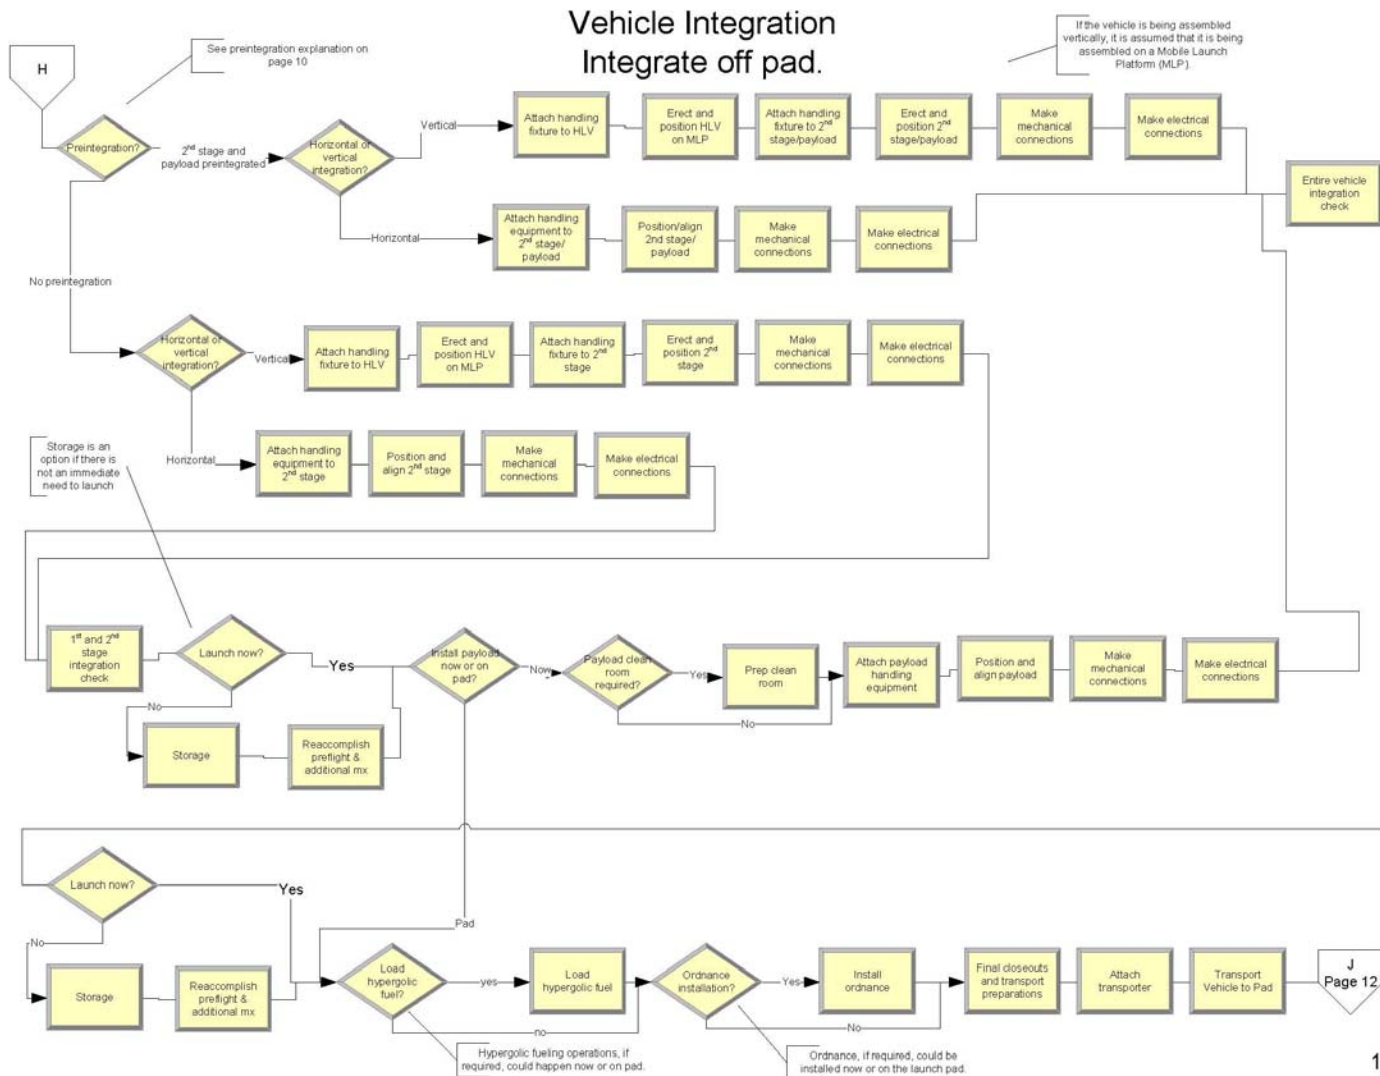 Vehicle Integration
Integrate off pad.
H
See preintegration explanation on
page 10
If the vehicle is being assembled
vertically, it is assumed that it is being
assembled on a Mobile Launch
Platform (MLP).
Preintegration?
2nd stage and
payload preintegrated
Horizontal or
vertical
integration?
Vertical
Attach handling
fixture to HLV
Erect and
position HLV
on MLP
Attach handling
fixture to 2nd
stage/payload
Erect and
position 2nd
stage/payload
Make
mechanical
connections
Make electrical
connections
Entire vehicle
integration
check
Horizontal
Attach handling
equipment to
2nd stage/
payload
Position/align
2nd stage/
payload
Make
mechanical
connections
Make electrical
connections
No preintegration
Horizontal or
vertical
integration?
Vertical
Attach handling
fixture to HLV
Erect and
position HLV
on MLP
Attach handling
fixture to 2nd
stage
Erect and
position 2nd
stage
Make
mechanical
connections
Make electrical
connections
Horizontal
Attach handling
equipment to
2nd stage
Position and
align 2nd stage
Make
mechanical
connections
Make electrical
connections
Storage is an
option if there is
not an immediate
need to launch
1st and 2nd
stage
integration
check
Launch now?
Yes
No
Storage
Reaccomplish
preflight &
additional mx
Install payload
now or on
pad?
Now
Payload clean
room
required?
Yes
Prep clean
room
No
Attach payload
handling
equipment
Position and
align payload
Make
mechanical
connections
Make electrical
connections
Launch now?
Yes
No
Storage
Reaccomplish
preflight &
additional mx
Pad
Load
hypergolic
fuel?
yes
Load
hypergolic fuel
no
Ordnance
installation?
Yes
Install
ordnance
No
Final closeouts
and transport
preparations
Attach
transporter
Transport
Vehicle to Pad
J
Page 12.
Hypergolic fueling operations, if
required, could happen now or on pad.
Ordnance, if required, could be
installed now or on the launch pad.
1